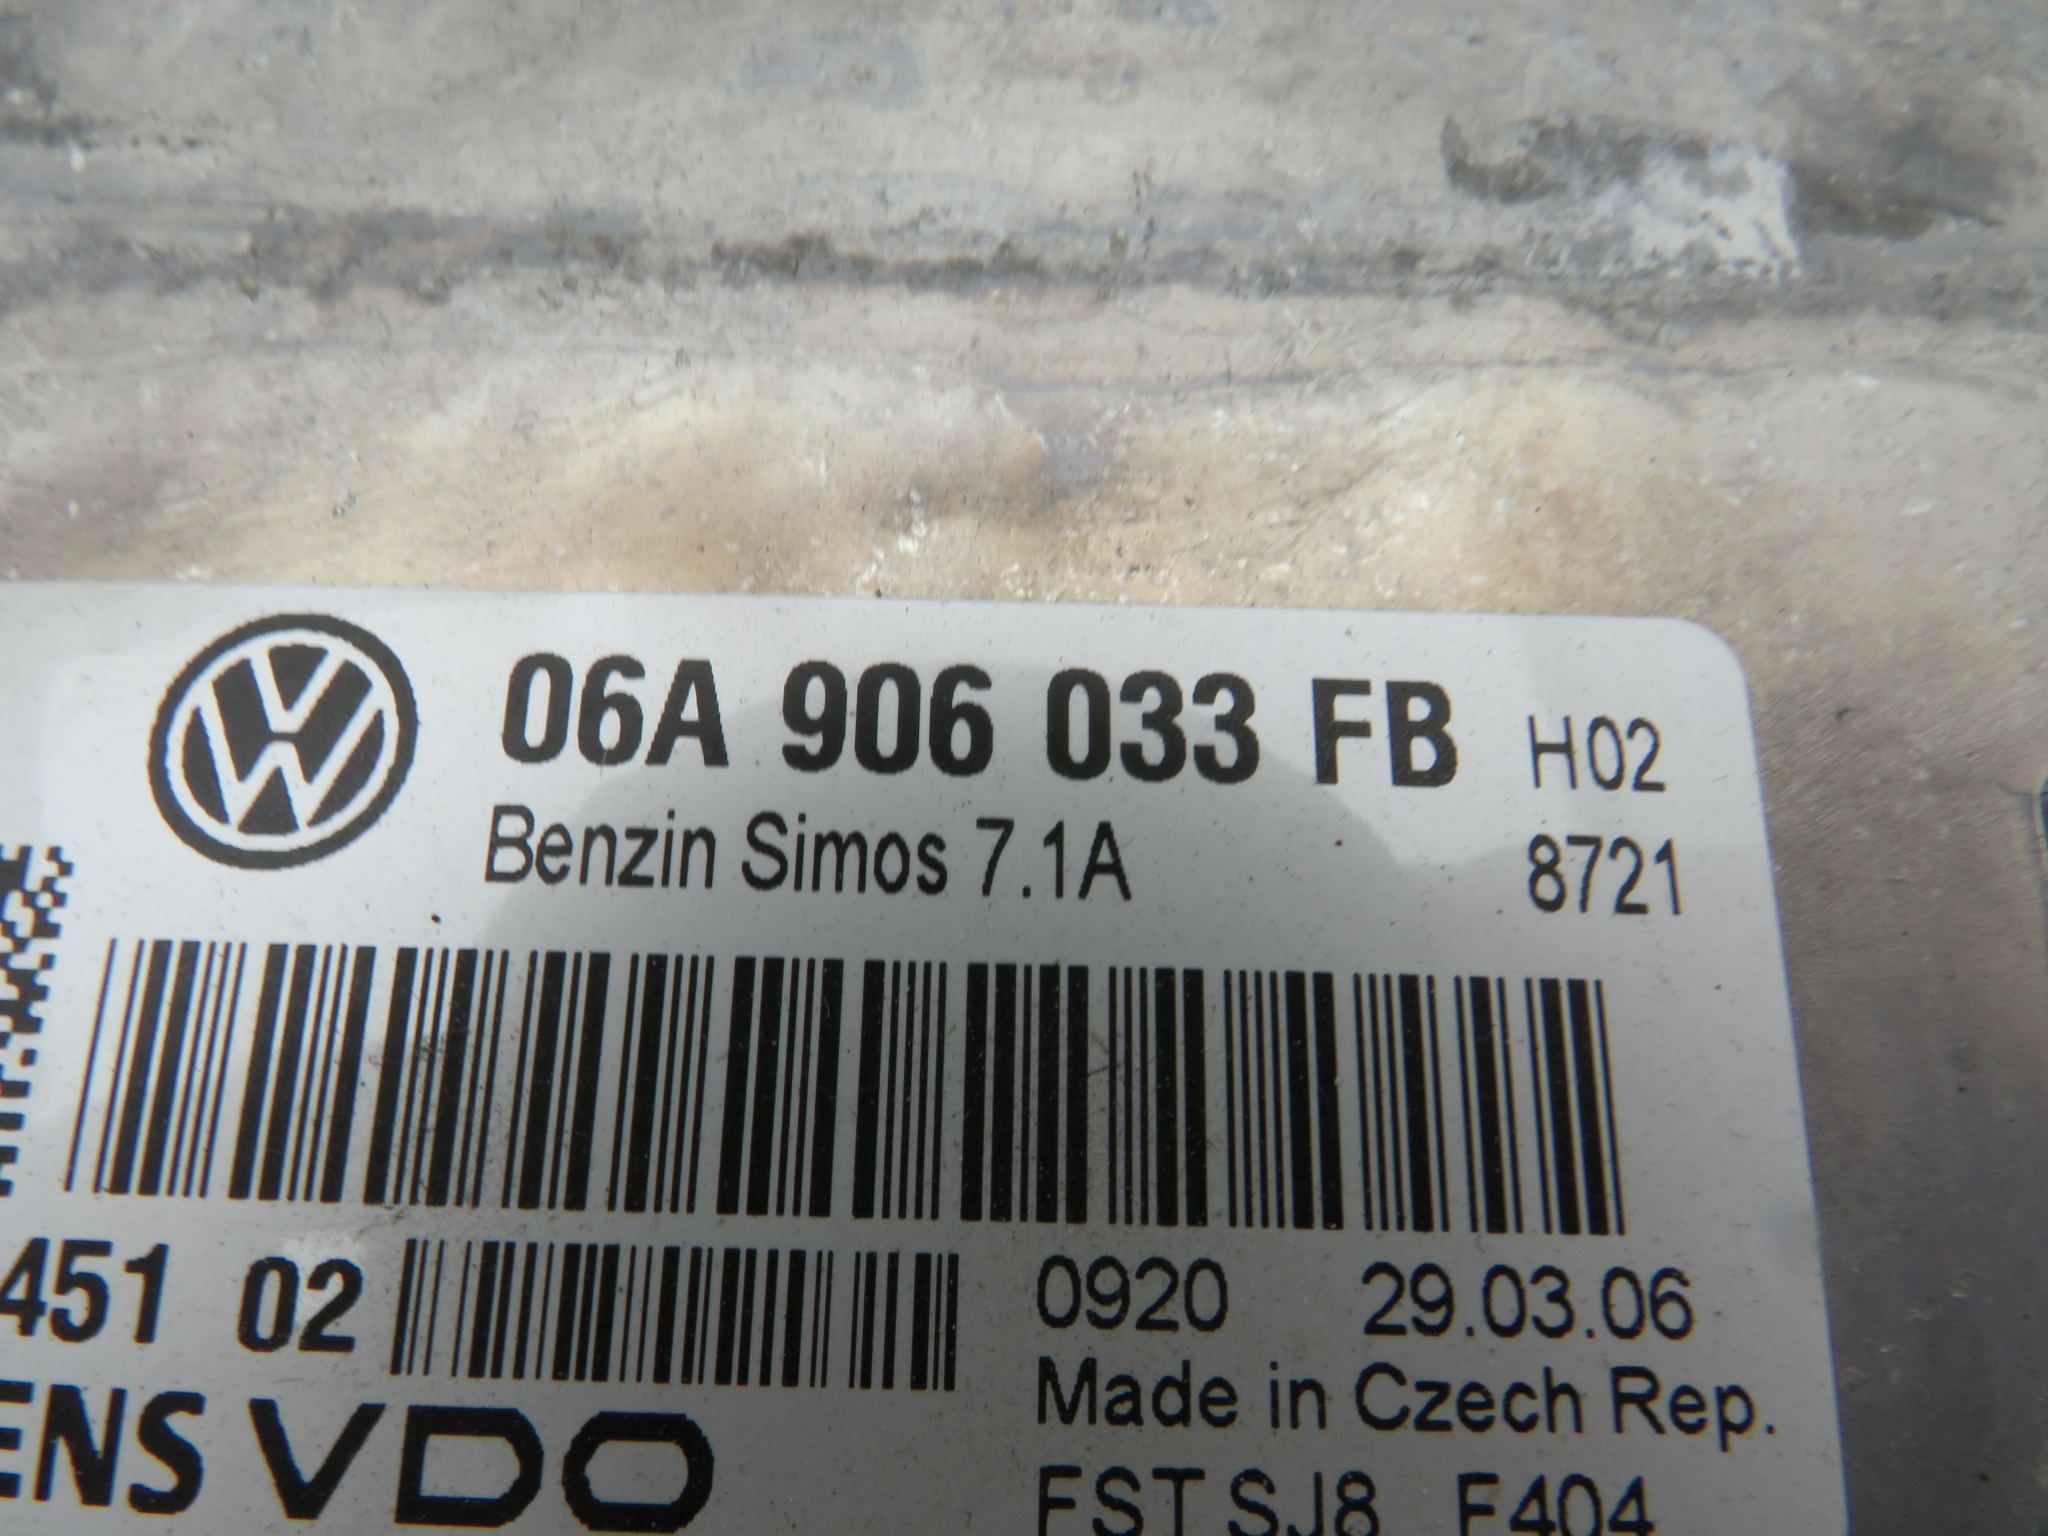 06A 906 033 FB H02
Benzin Simos 7.1A 8721
451 02 0920 29.03.06
Made in Czech Rep.
ENS VDO